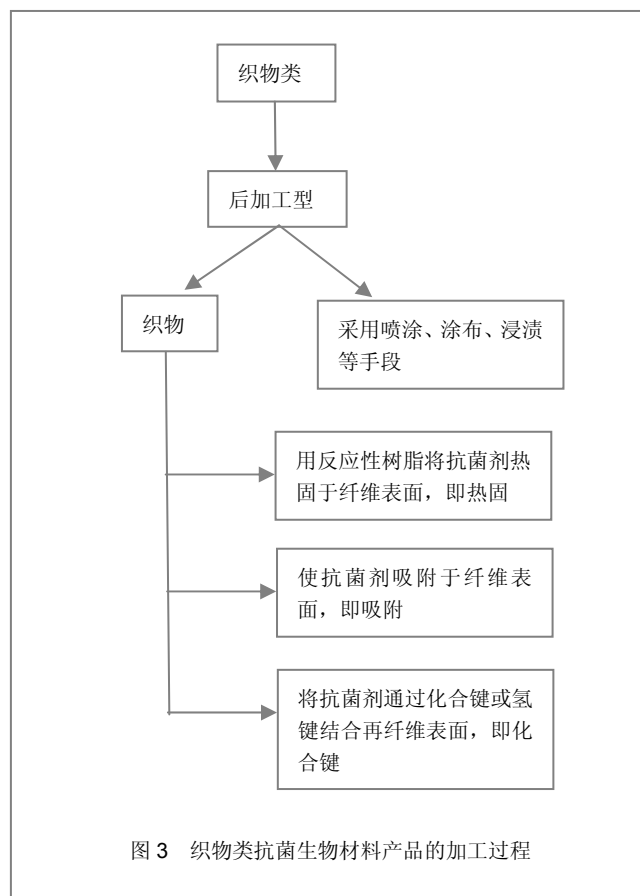 织物类
后加工型
织物
采用喷涂、涂布、浸渍
等手段
用反应性树脂将抗菌剂热
固于纤维表面，即热固
使抗菌剂吸附于纤维表
面，即吸附
将抗菌剂通过化合键或氢
键结合再纤维表面，即化
合键
图 3 织物类抗菌生物材料产品的加工过程